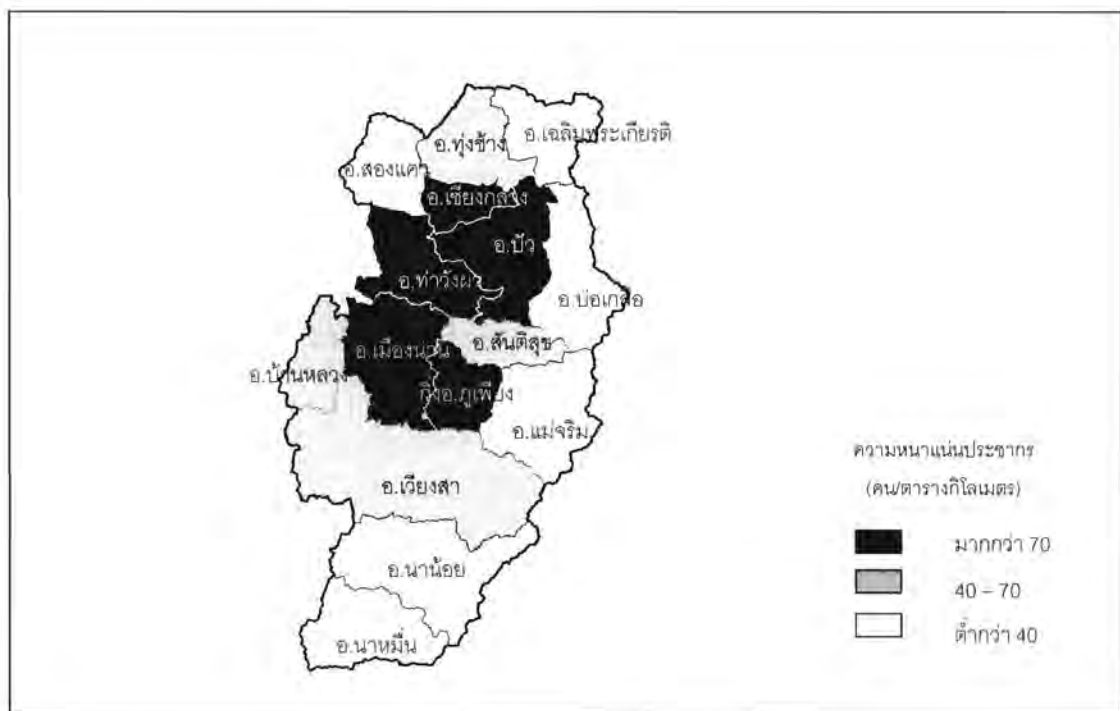 อ.ทุ่งช้าง
อ.เฉลิมพระเกียรติ
อ.สองแคว
อ.เชียงกลาง
อ.ปัว
อ.ท่าวังผา
อ.บ่อเกลือ
อ.สันติสุข
อ.เมืองน่าน
อ.บ้านหลวง
กิ่งอ.ภูเพียง
อ.แม่จริม
อ.เวียงสา
อ.นาน้อย
อ.นาหมื่น
ความหนาแน่นประชากร
(คน/ตารางกิโลเมตร)
มากกว่า 70
40 – 70
ต่ำกว่า 40